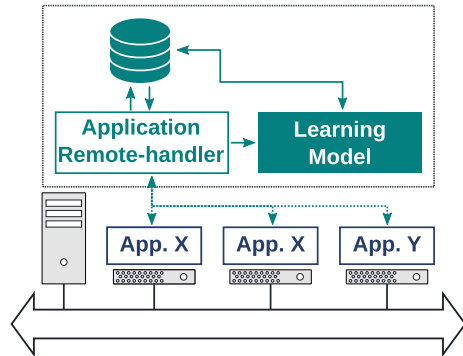 Application
Remote-handler
Learning
Model
App. X
App. X
App. Y